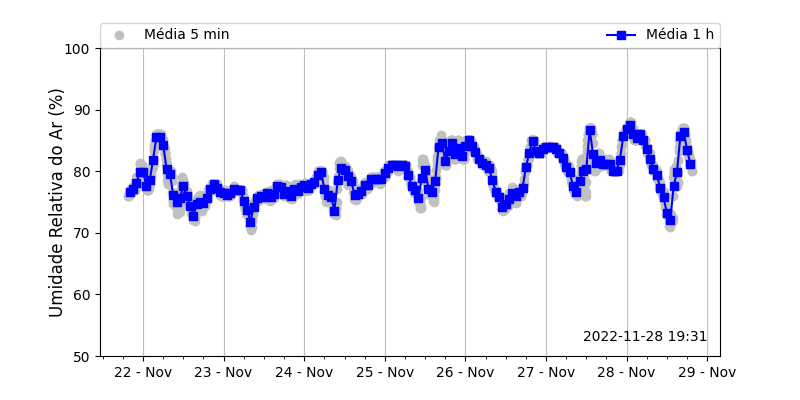 Média 5 min
Média 1 h
Umidade Relativa do Ar (%)
100
90
80
70
60
50
2022-11-28 19:31
22 - Nov
23 - Nov
24 - Nov
25 - Nov
26 - Nov
27 - Nov
28 - Nov
29 - Nov